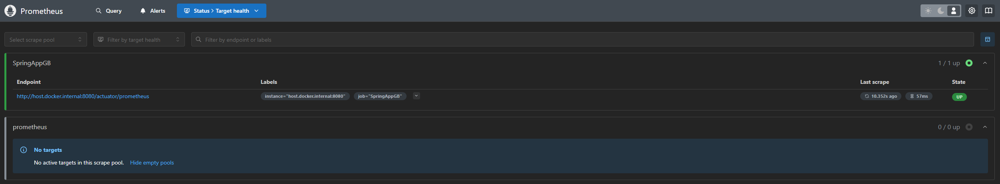 Prometheus Query Alerts Status > Target health
Select scrape pool Filter by target health Filter by endpoint or labels
SpringAppGB 1 / 1 up
Endpoint Labels Last scrape State
http://host.docker.internal:8080/actuator/prometheus instance="host.docker.internal:8080" job="SpringAppGB" 10.352s ago 57ms UP
prometheus 0 / 0 up
No targets
No active targets in this scrape pool. Hide empty pools